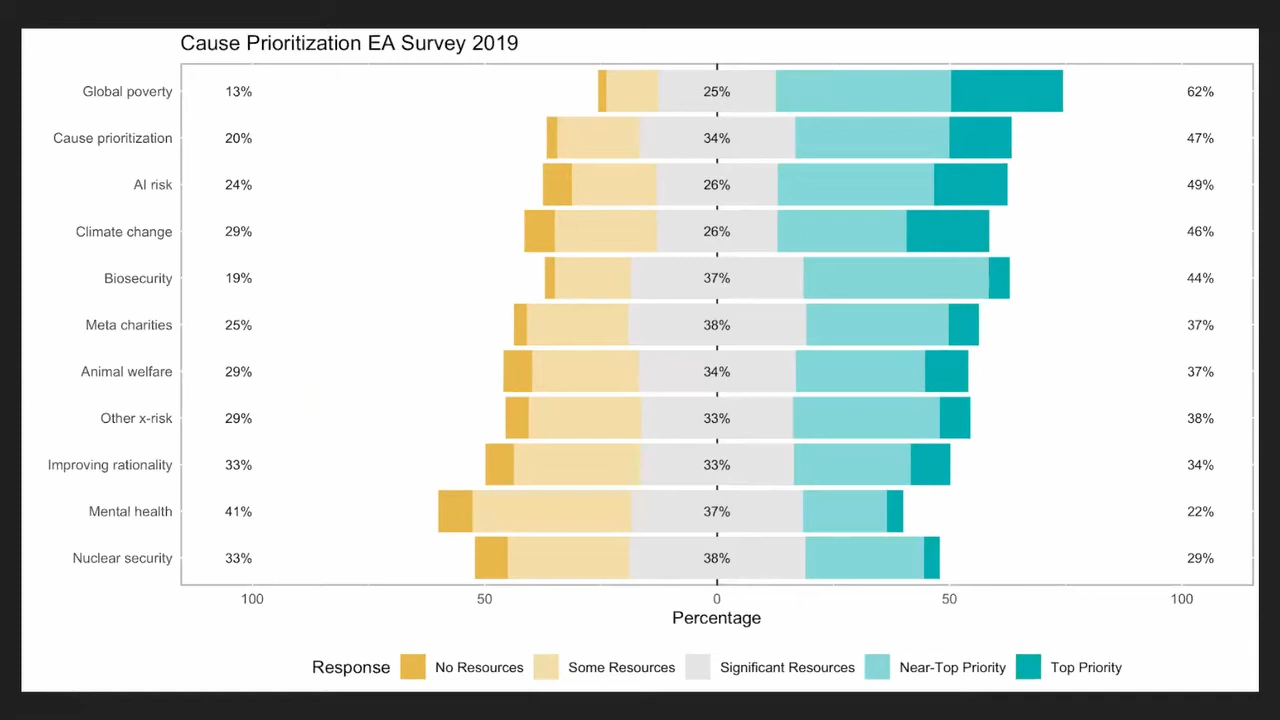 Cause Prioritization EA Survey 2019
Global poverty 13% 25% 62%
Cause prioritization 20% 34% 47%
AI risk 24% 26% 49%
Climate change 29% 26% 46%
Biosecurity 19% 37% 44%
Meta charities 25% 38% 37%
Animal welfare 29% 34% 37%
Other x-risk 29% 33% 38%
Improving rationality 33% 33% 34%
Mental health 41% 37% 22%
Nuclear security 33% 38% 29%
100 50 0 50 100
Percentage
Response No Resources Some Resources Significant Resources Near-Top Priority Top Priority